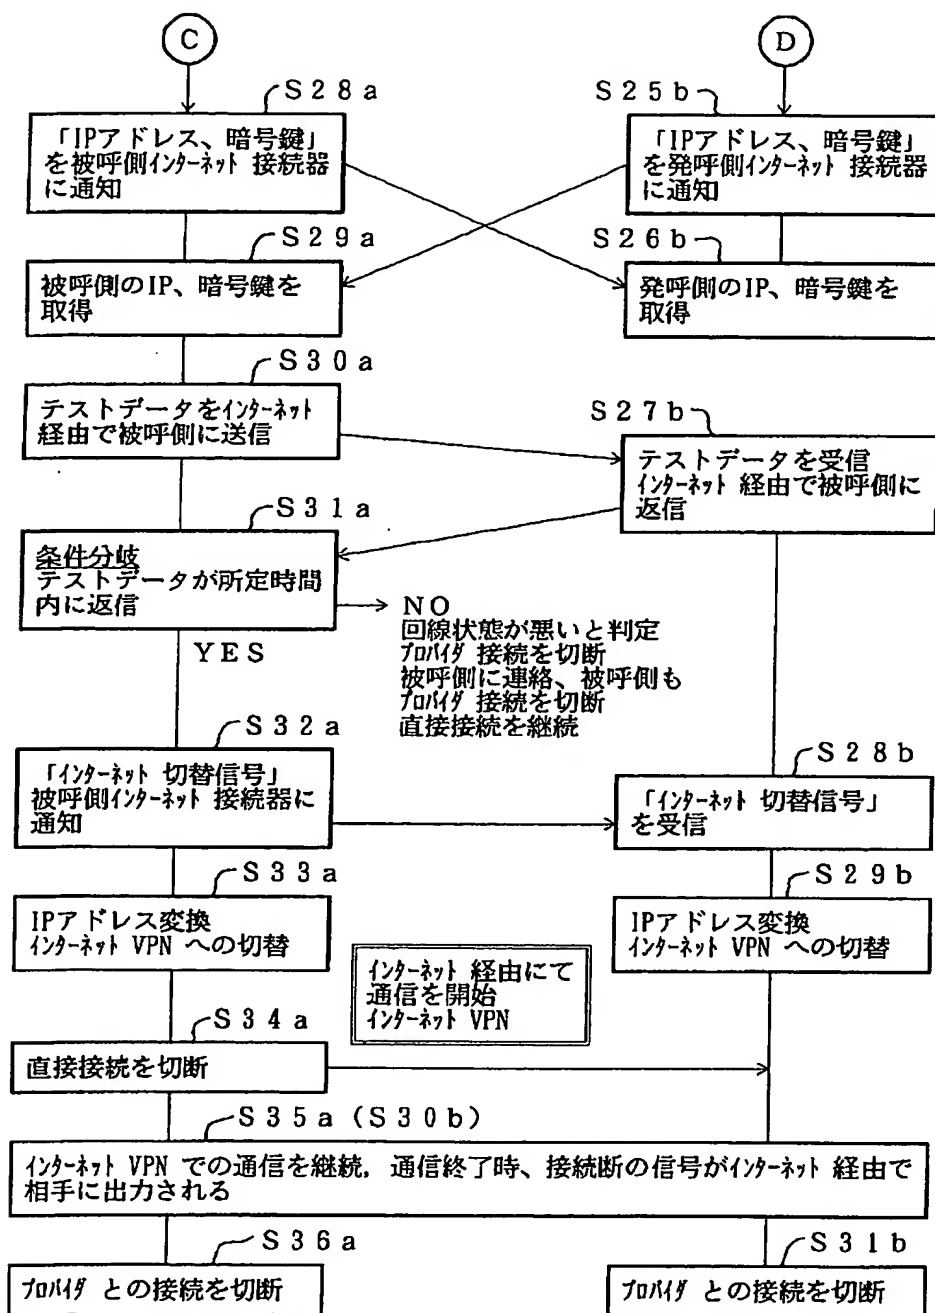 C
D
S28a
S25b
「IPアドレス、暗号鍵」
を被呼側インターネット 接続器
に通知
「IPアドレス、暗号鍵」
を発呼側インターネット 接続器
に通知
S29a
S26b
被呼側のIP、暗号鍵を
取得
発呼側のIP、暗号鍵を
取得
S30a
テストデータをインターネット
経由で被呼側に送信
S27b
テストデータを受信
インターネット 経由で被呼側に
返信
S31a
条件分岐
テストデータが所定時間
内に返信
NO
回線状態が悪いと判定
プロバイダ 接続を切断
被呼側に連絡、被呼側も
プロバイダ 接続を切断
直接接続を継続
YES
S32a
「インターネット 切替信号」
被呼側インターネット 接続器に
通知
S28b
「インターネット 切替信号」
を受信
S33a
IPアドレス変換
インターネット VPN への切替
S29b
IPアドレス変換
インターネット VPN への切替
インターネット 経由にて
通信を開始
インターネット VPN
S34a
直接接続を切断
S35a(S30b)
インターネット VPN での通信を継続, 通信終了時、接続断の信号がインターネット 経由で
相手に出力される
S36a
プロバイダ との接続を切断
S31b
プロバイダ との接続を切断